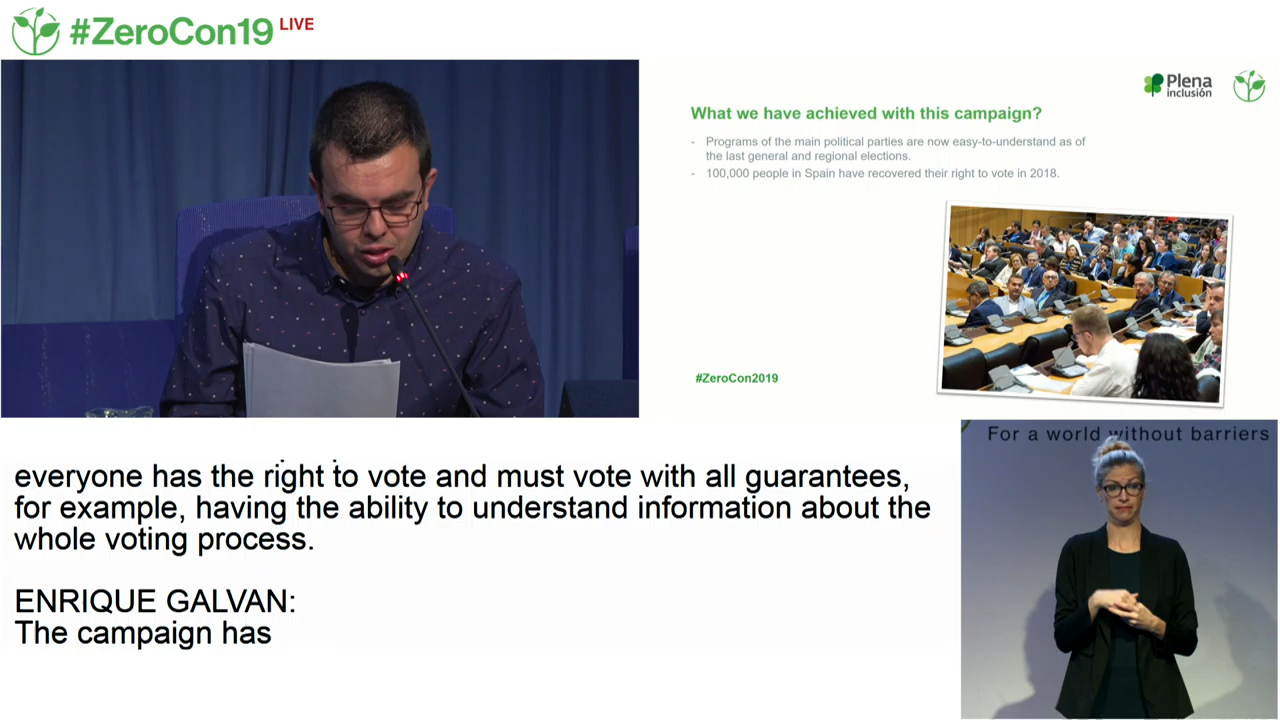 #ZeroCon19 LIVE
Plena
inclusión
What we have achieved with this campaign?
- Programs of the main political parties are now easy-to-understand as of
the last general and regional elections.
- 100,000 people in Spain have recovered their right to vote in 2018.
#ZeroCon2019
For a world without barriers
everyone has the right to vote and must vote with all guarantees,
for example, having the ability to understand information about the
whole voting process.
ENRIQUE GALVAN:
The campaign has